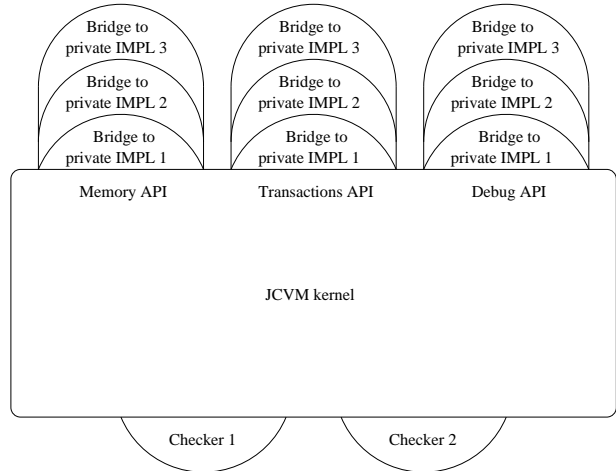 Bridge to
private IMPL 3
Bridge to
private IMPL 2
Bridge to
private IMPL 1
Memory API
Bridge to
private IMPL 3
Bridge to
private IMPL 2
Bridge to
private IMPL 1
Transactions API
Bridge to
private IMPL 3
Bridge to
private IMPL 2
Bridge to
private IMPL 1
Debug API
JCVM kernel
Checker 1
Checker 2